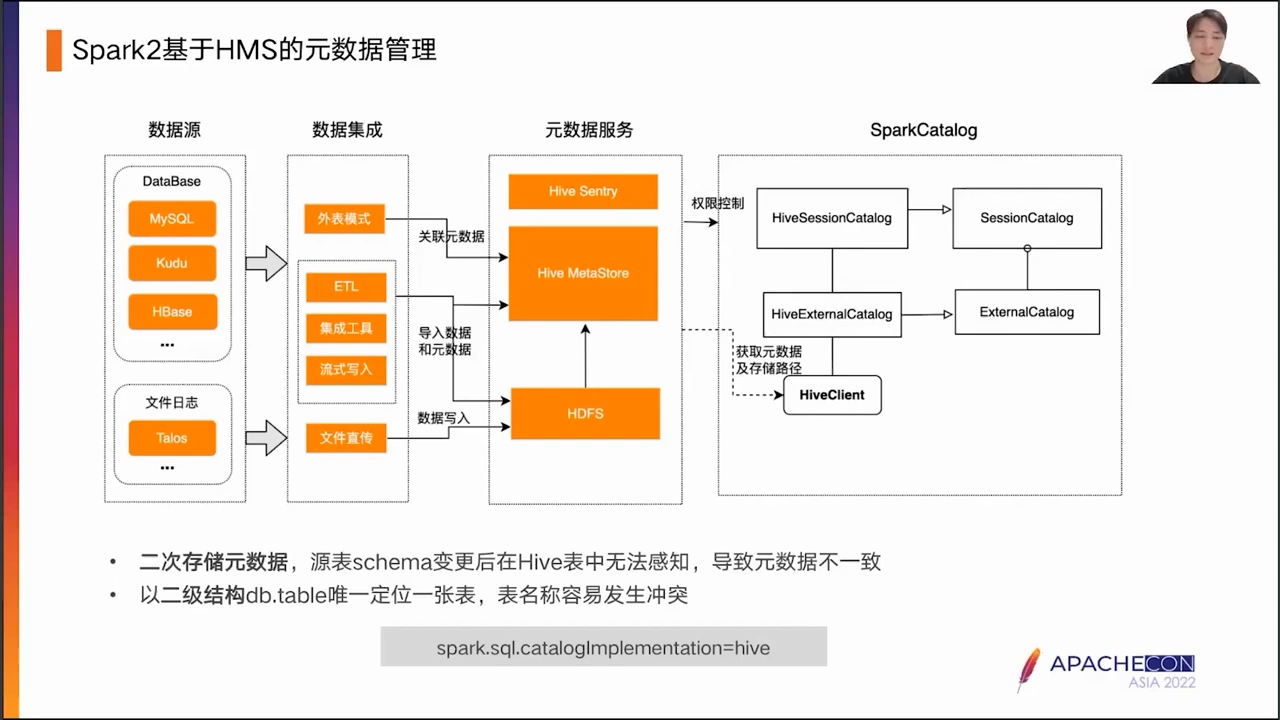 Spark2基于HMS的元数据管理
数据源
数据集成
元数据服务
SparkCatalog
DataBase
MySQL
Kudu
HBase
...
文件日志
Talos
...
外表模式
ETL
集成工具
流式写入
文件直传
关联元数据
导入数据
和元数据
数据写入
Hive Sentry
Hive MetaStore
HDFS
权限控制
获取元数据
及存储路径
HiveSessionCatalog
SessionCatalog
HiveExternalCatalog
ExternalCatalog
HiveClient
• 二次存储元数据，源表schema变更后在Hive表中无法感知，导致元数据不一致
• 以二级结构db.table唯一定位一张表，表名称容易发生冲突
spark.sql.catalogImplementation=hive
APACHECON
ASIA 2022